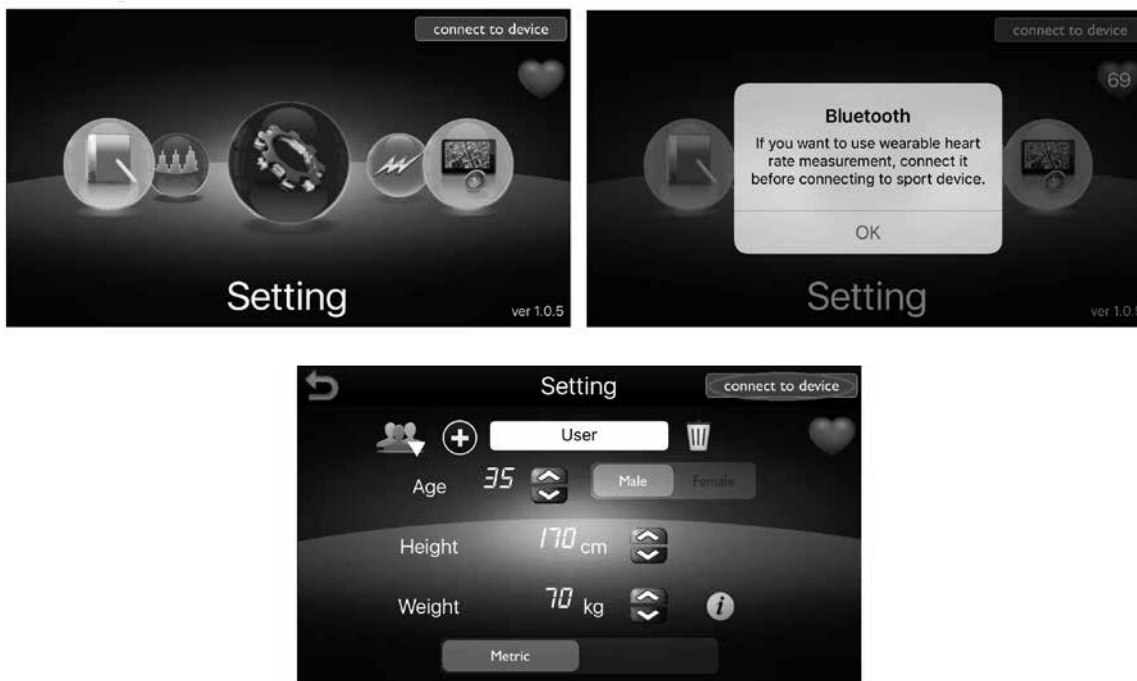 connect to device
Setting
ver 1.0.5
connect to device
69
Bluetooth
If you want to use wearable heart
rate measurement, connect it
before connecting to sport device.
OK
Setting
Setting
connect to device
User
Age 35 Male Female
Height 170 cm
Weight 70 kg
Metric